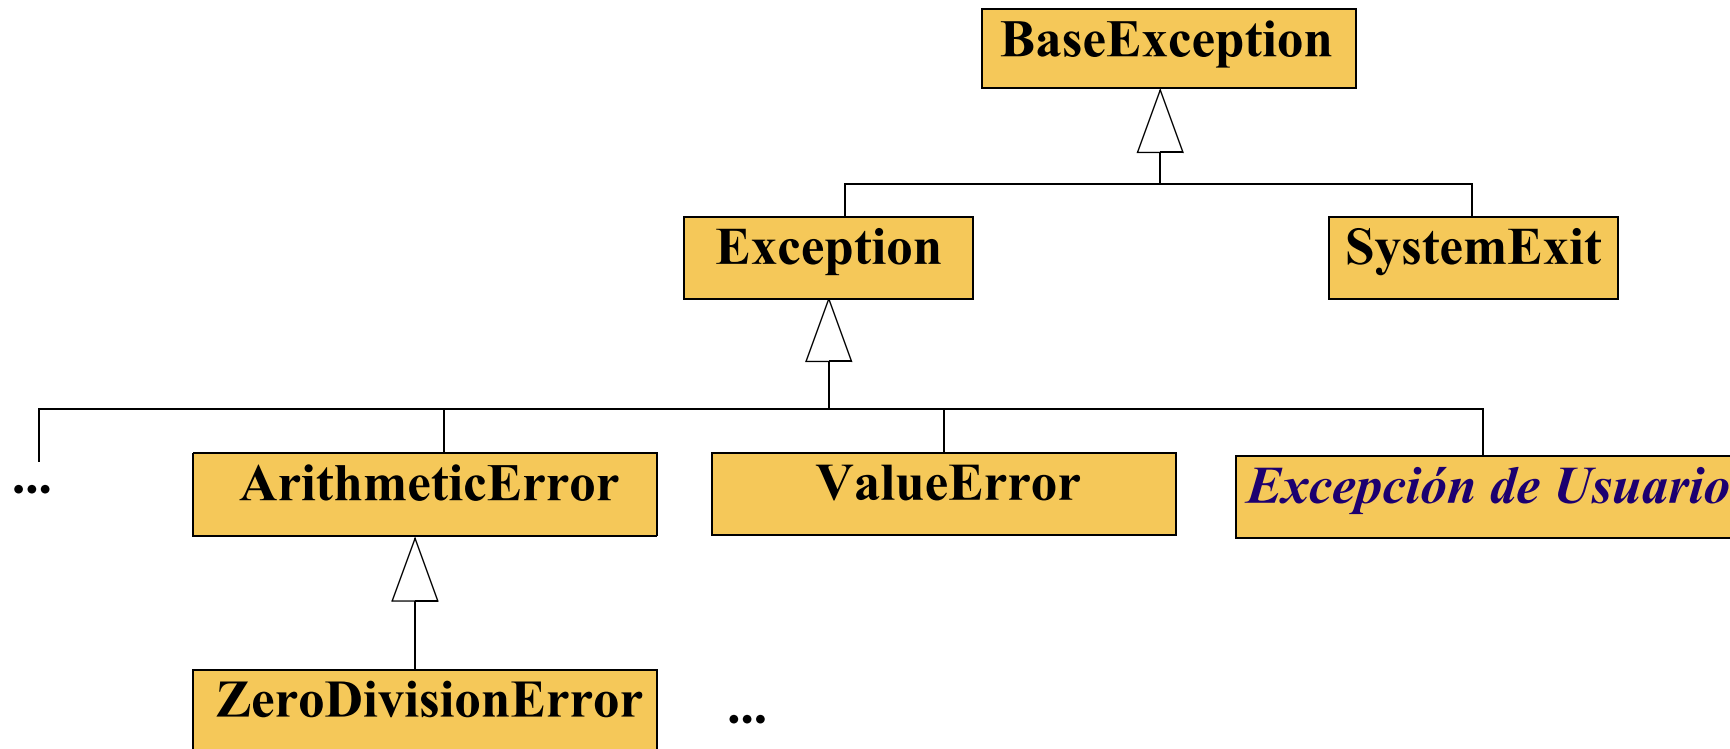 BaseException
Exception
SystemExit
...
ArithmeticError
ValueError
Excepción de Usuario
ZeroDivisionError
...